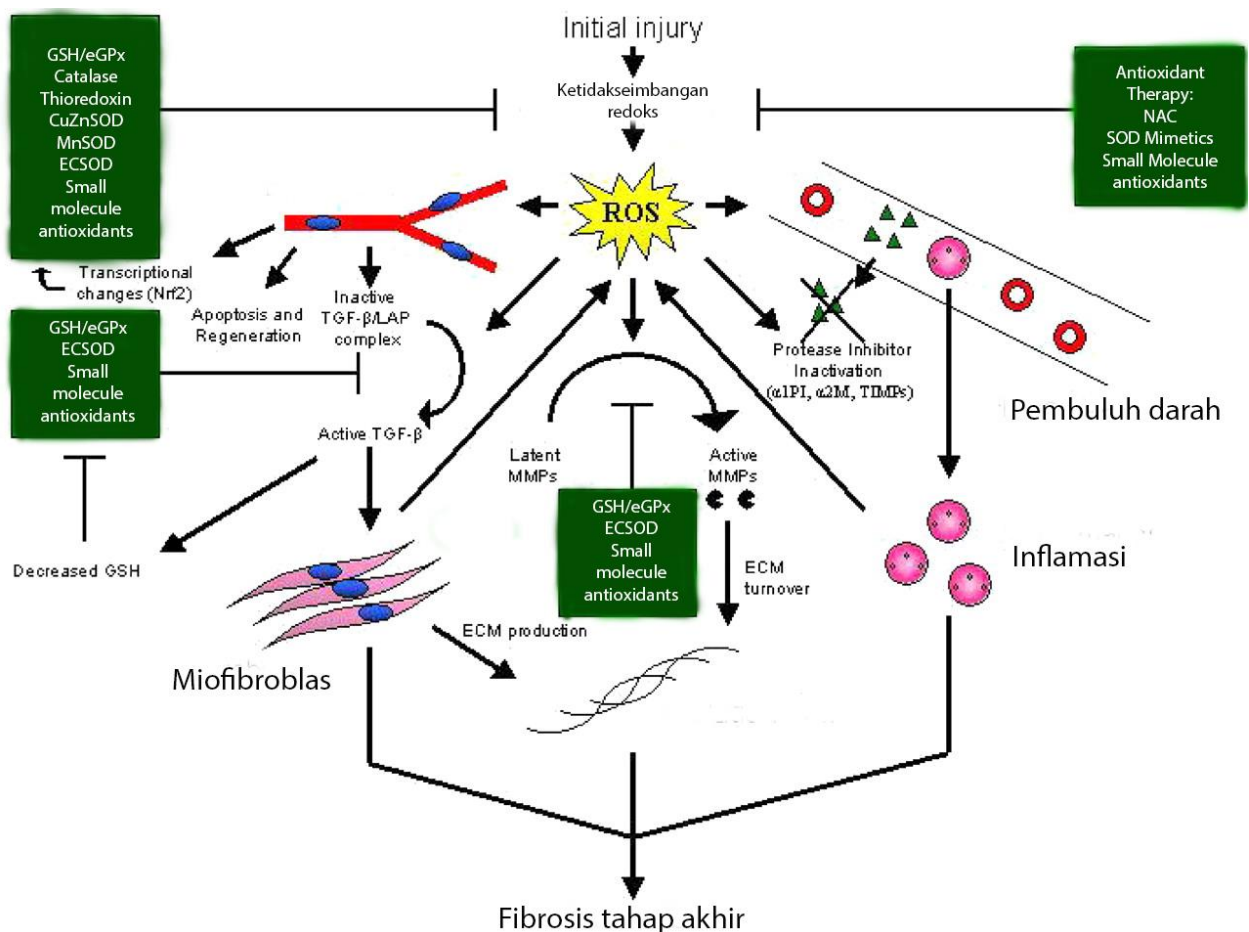 Initial injury
Ketidakseimbangan
redoks
GSH/eGPx
Catalase
Thioredoxin
CuZnSOD
MnSOD
ECSOD
Small
molecule
antioxidants
Antioxidant
Therapy:
NAC
SOD Mimetics
Small Molecule
antioxidants
ROS
Transcriptional
changes (Nrf2)
Apoptosis and
Regeneration
Inactive
TGF-β/LAP
complex
Protease Inhibitor
Inactivation
(α1PI, α2M, TIMPs)
Pembuluh darah
GSH/eGPx
ECSOD
Small
molecule
antioxidants
Active TGF-β
Latent
MMPs
Active
MMPs
GSH/eGPx
ECSOD
Small
molecule
antioxidants
Decreased GSH
ECM
turnover
Inflamasi
ECM production
Miofibroblas
Fibrosis tahap akhir